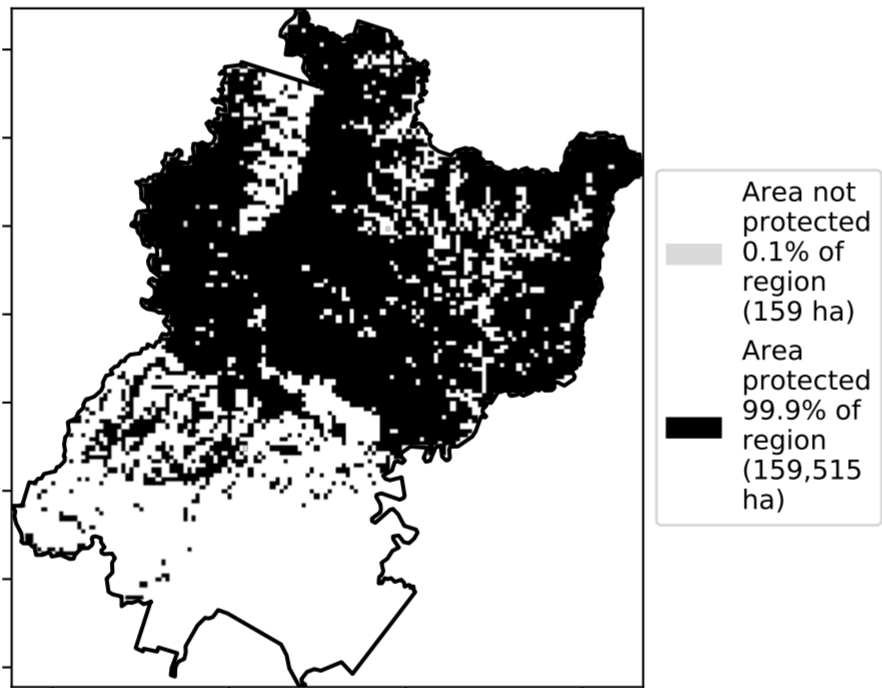 Area not
protected
0.1% of
region
(159 ha)
Area
protected
99.9% of
region
(159,515
ha)